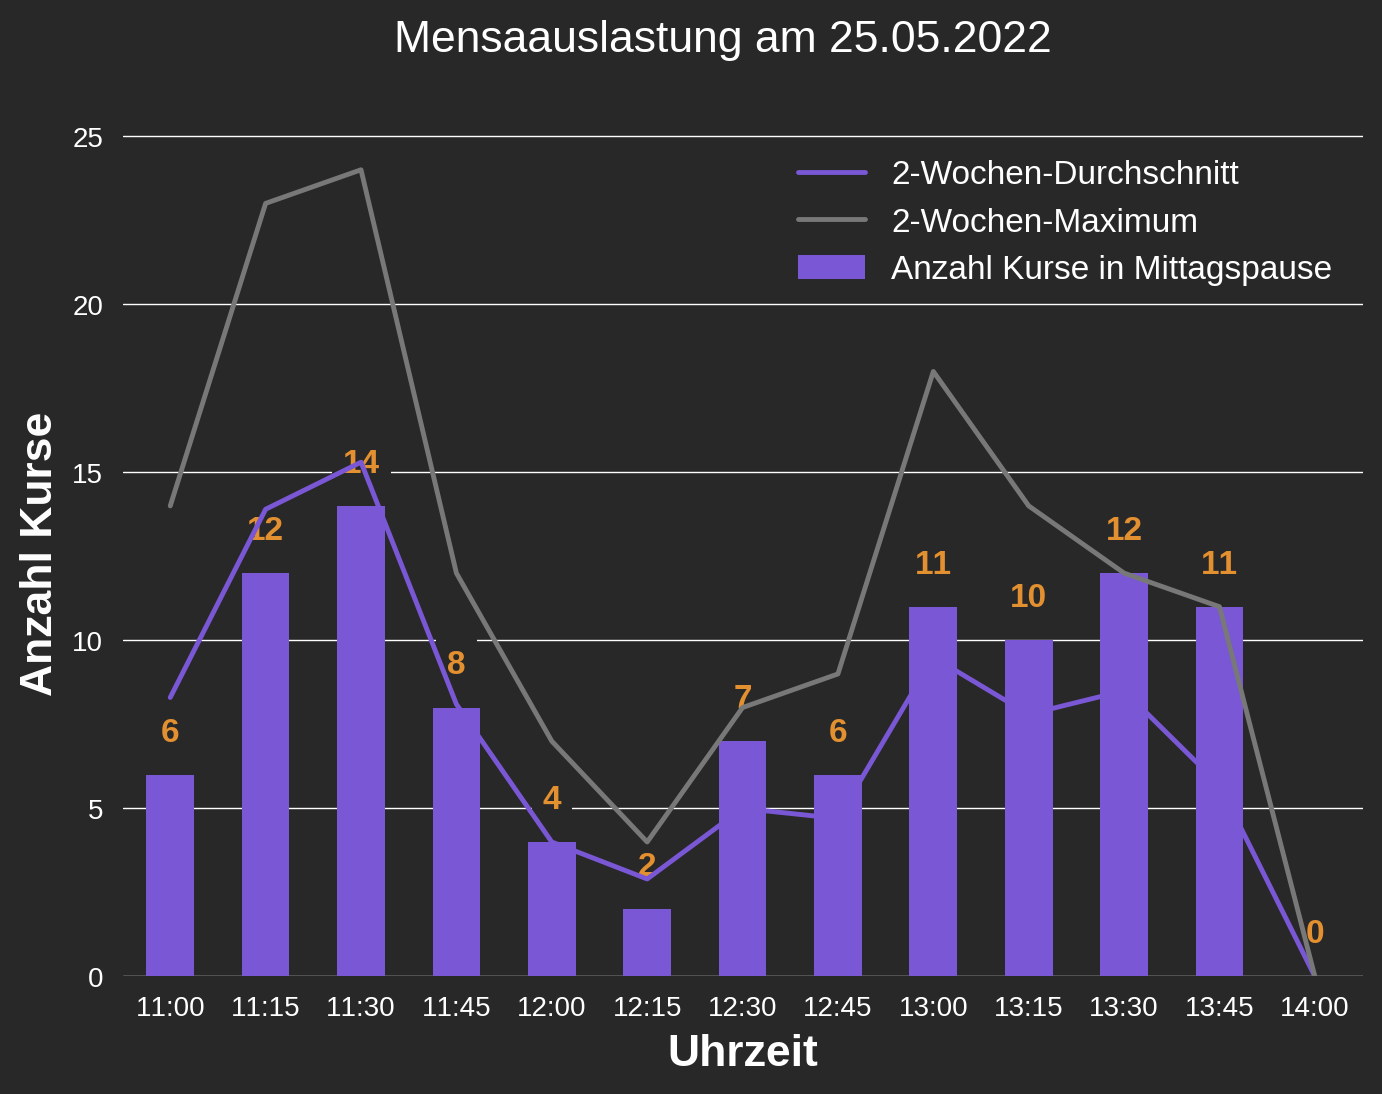 Mensaauslastung am 25.05.2022
25
20
15
10
5
0
Anzahl Kurse
2-Wochen-Durchschnitt
2-Wochen-Maximum
Anzahl Kurse in Mittagspause
6
12
14
8
4
2
7
6
11
10
12
11
0
11:00 11:15 11:30 11:45 12:00 12:15 12:30 12:45 13:00 13:15 13:30 13:45 14:00
Uhrzeit